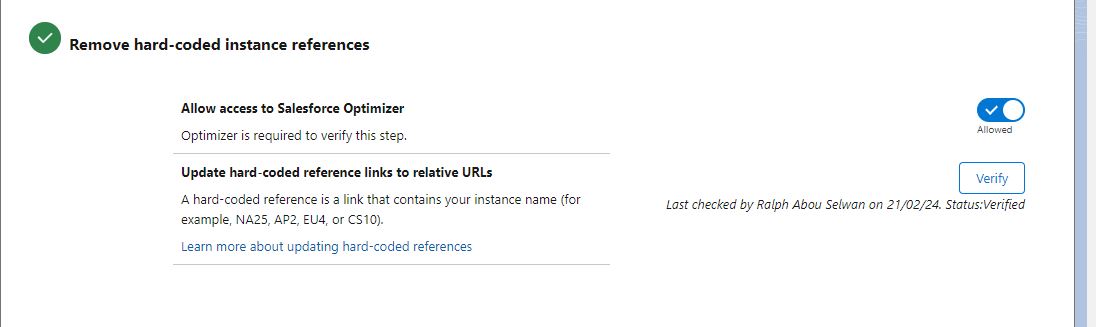 Remove hard-coded instance references
Allow access to Salesforce Optimizer
Optimizer is required to verify this step.
Allowed
Update hard-coded reference links to relative URLs
Verify
A hard-coded reference is a link that contains your instance name (for
example, NA25, AP2, EU4, or CS10).
Last checked by Ralph Abou Selwan on 21/02/24. Status:Verified
Learn more about updating hard-coded references